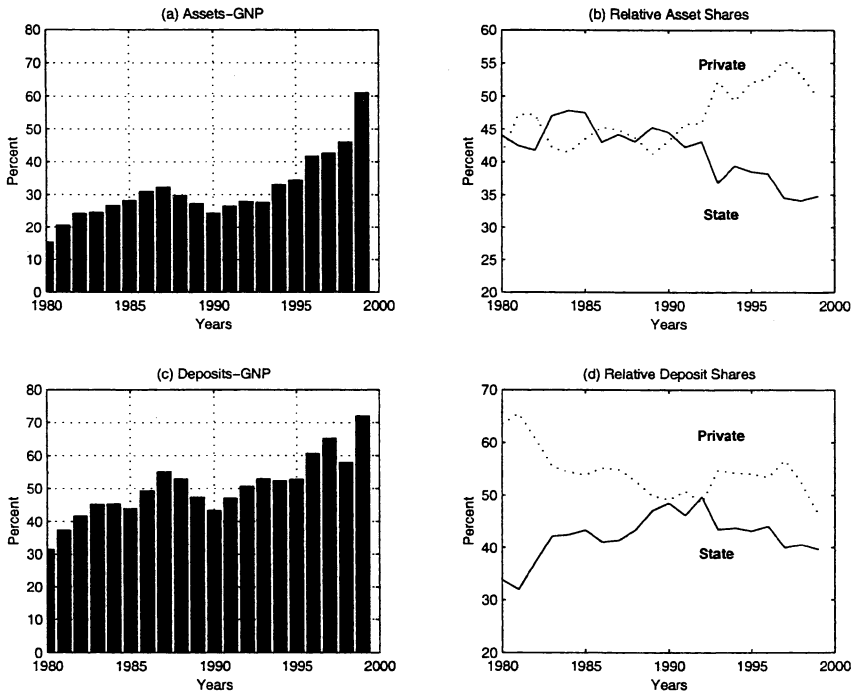 (a) Assets–GNP
80
70
60
50
40
30
20
10
0
Percent
1980 1985 1990 1995 2000
Years
(b) Relative Asset Shares
60
55
50
45
40
35
30
25
20
Percent
Private
State
1980 1985 1990 1995 2000
Years
(c) Deposits–GNP
80
70
60
50
40
30
20
10
0
Percent
1980 1985 1990 1995 2000
Years
(d) Relative Deposit Shares
70
60
50
40
30
20
Percent
Private
State
1980 1985 1990 1995 2000
Years